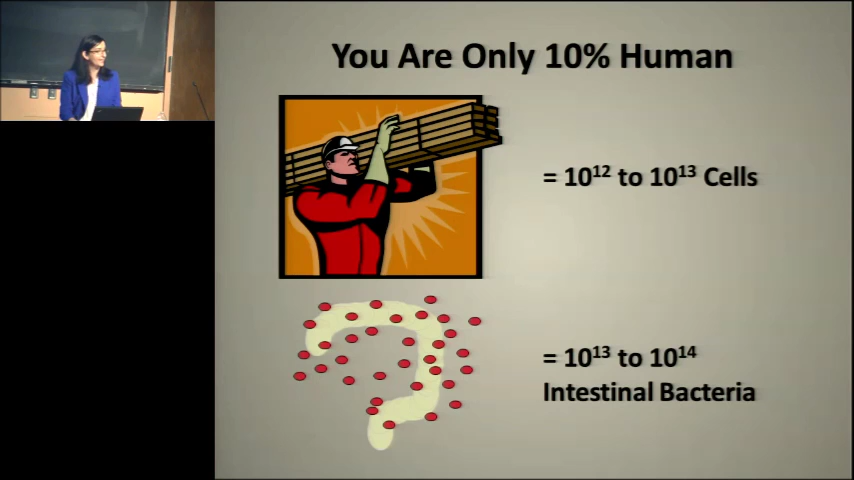 You Are Only 10% Human
= 10¹² to 10¹³ Cells
= 10¹³ to 10¹⁴
Intestinal Bacteria